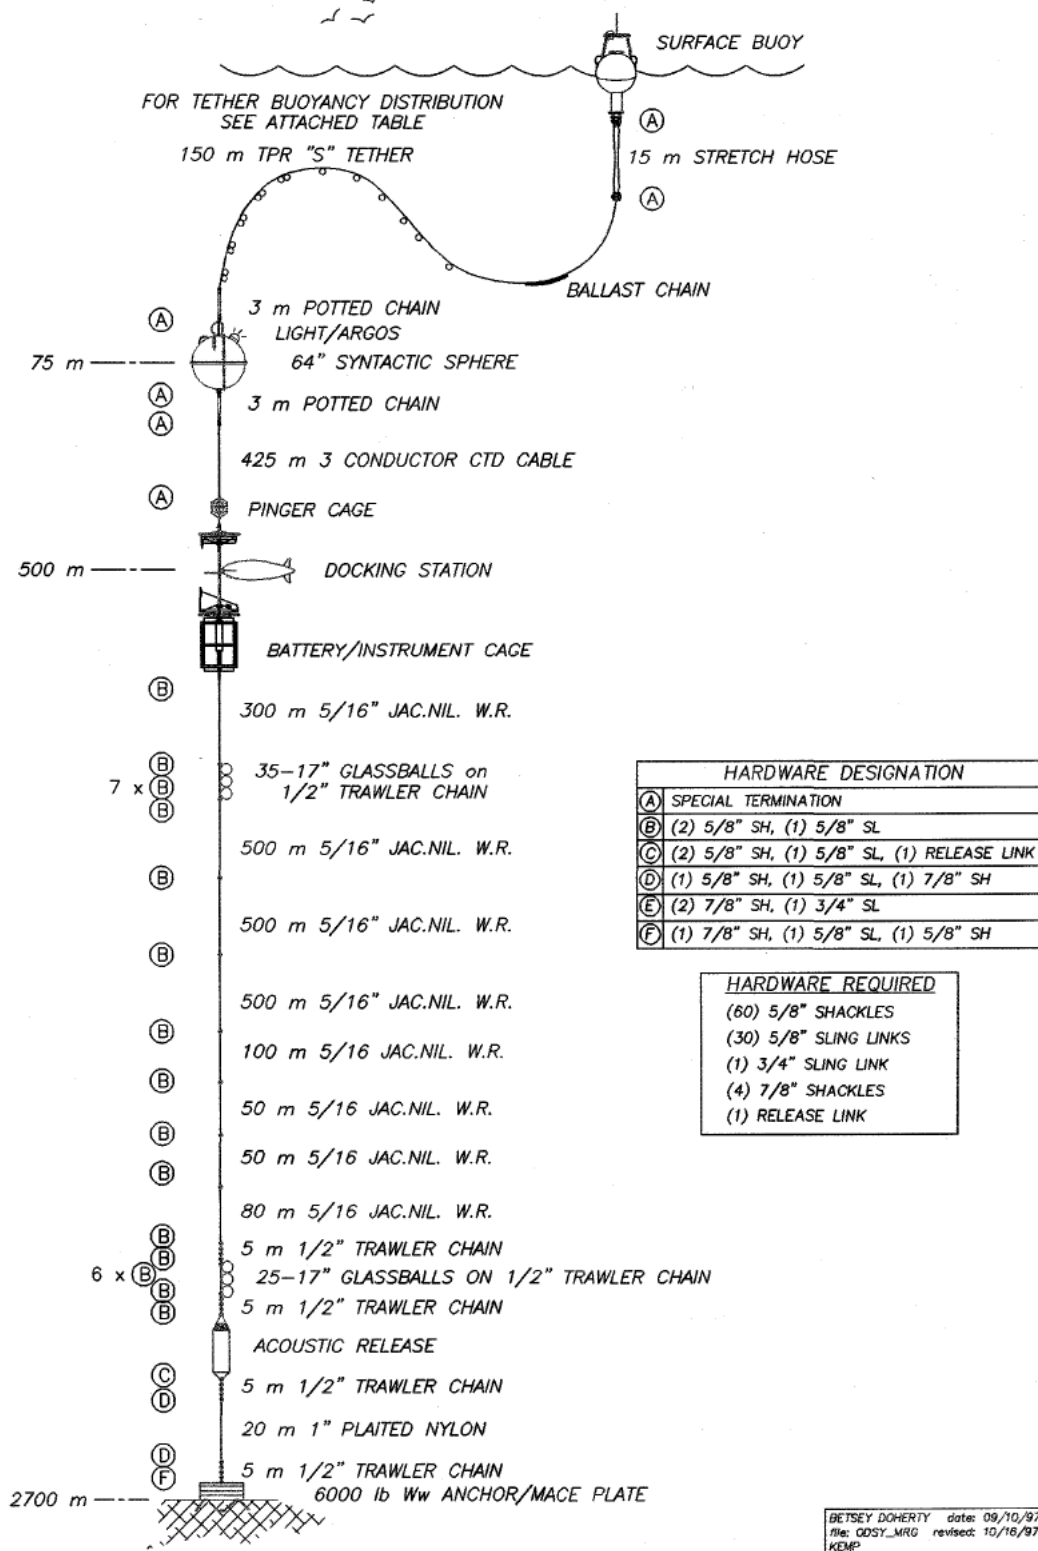 SURFACE BUOY
FOR TETHER BUOYANCY DISTRIBUTION
SEE ATTACHED TABLE
A
150 m TPR "S" TETHER
15 m STRETCH HOSE
A
BALLAST CHAIN
3 m POTTED CHAIN
A
LIGHT/ARGOS
75 m
64" SYNTACTIC SPHERE
A
3 m POTTED CHAIN
A
425 m 3 CONDUCTOR CTD CABLE
A
PINGER CAGE
500 m
DOCKING STATION
BATTERY/INSTRUMENT CAGE
B
300 m 5/16" JAC.NIL. W.R.
B
35-17" GLASSBALLS on
7 x B
1/2" TRAWLER CHAIN
B
500 m 5/16" JAC.NIL. W.R.
B
500 m 5/16" JAC.NIL. W.R.
B
500 m 5/16" JAC.NIL. W.R.
B
100 m 5/16 JAC.NIL. W.R.
B
50 m 5/16 JAC.NIL. W.R.
B
50 m 5/16 JAC.NIL. W.R.
B
80 m 5/16 JAC.NIL. W.R.
B
5 m 1/2" TRAWLER CHAIN
B
6 x B
25-17" GLASSBALLS ON 1/2" TRAWLER CHAIN
B
5 m 1/2" TRAWLER CHAIN
B
ACOUSTIC RELEASE
C
5 m 1/2" TRAWLER CHAIN
D
20 m 1" PLAITED NYLON
D
5 m 1/2" TRAWLER CHAIN
F
2700 m
6000 lb Ww ANCHOR/MACE PLATE
HARDWARE DESIGNATION
A SPECIAL TERMINATION
B (2) 5/8" SH, (1) 5/8" SL
C (2) 5/8" SH, (1) 5/8" SL, (1) RELEASE LINK
D (1) 5/8" SH, (1) 5/8" SL, (1) 7/8" SH
E (2) 7/8" SH, (1) 3/4" SL
F (1) 7/8" SH, (1) 5/8" SL, (1) 5/8" SH
HARDWARE REQUIRED
(60) 5/8" SHACKLES
(30) 5/8" SLING LINKS
(1) 3/4" SLING LINK
(4) 7/8" SHACKLES
(1) RELEASE LINK
BETSEY DOHERTY date: 09/10/97
file: ODSY_MRG revised: 10/16/97
KEMP